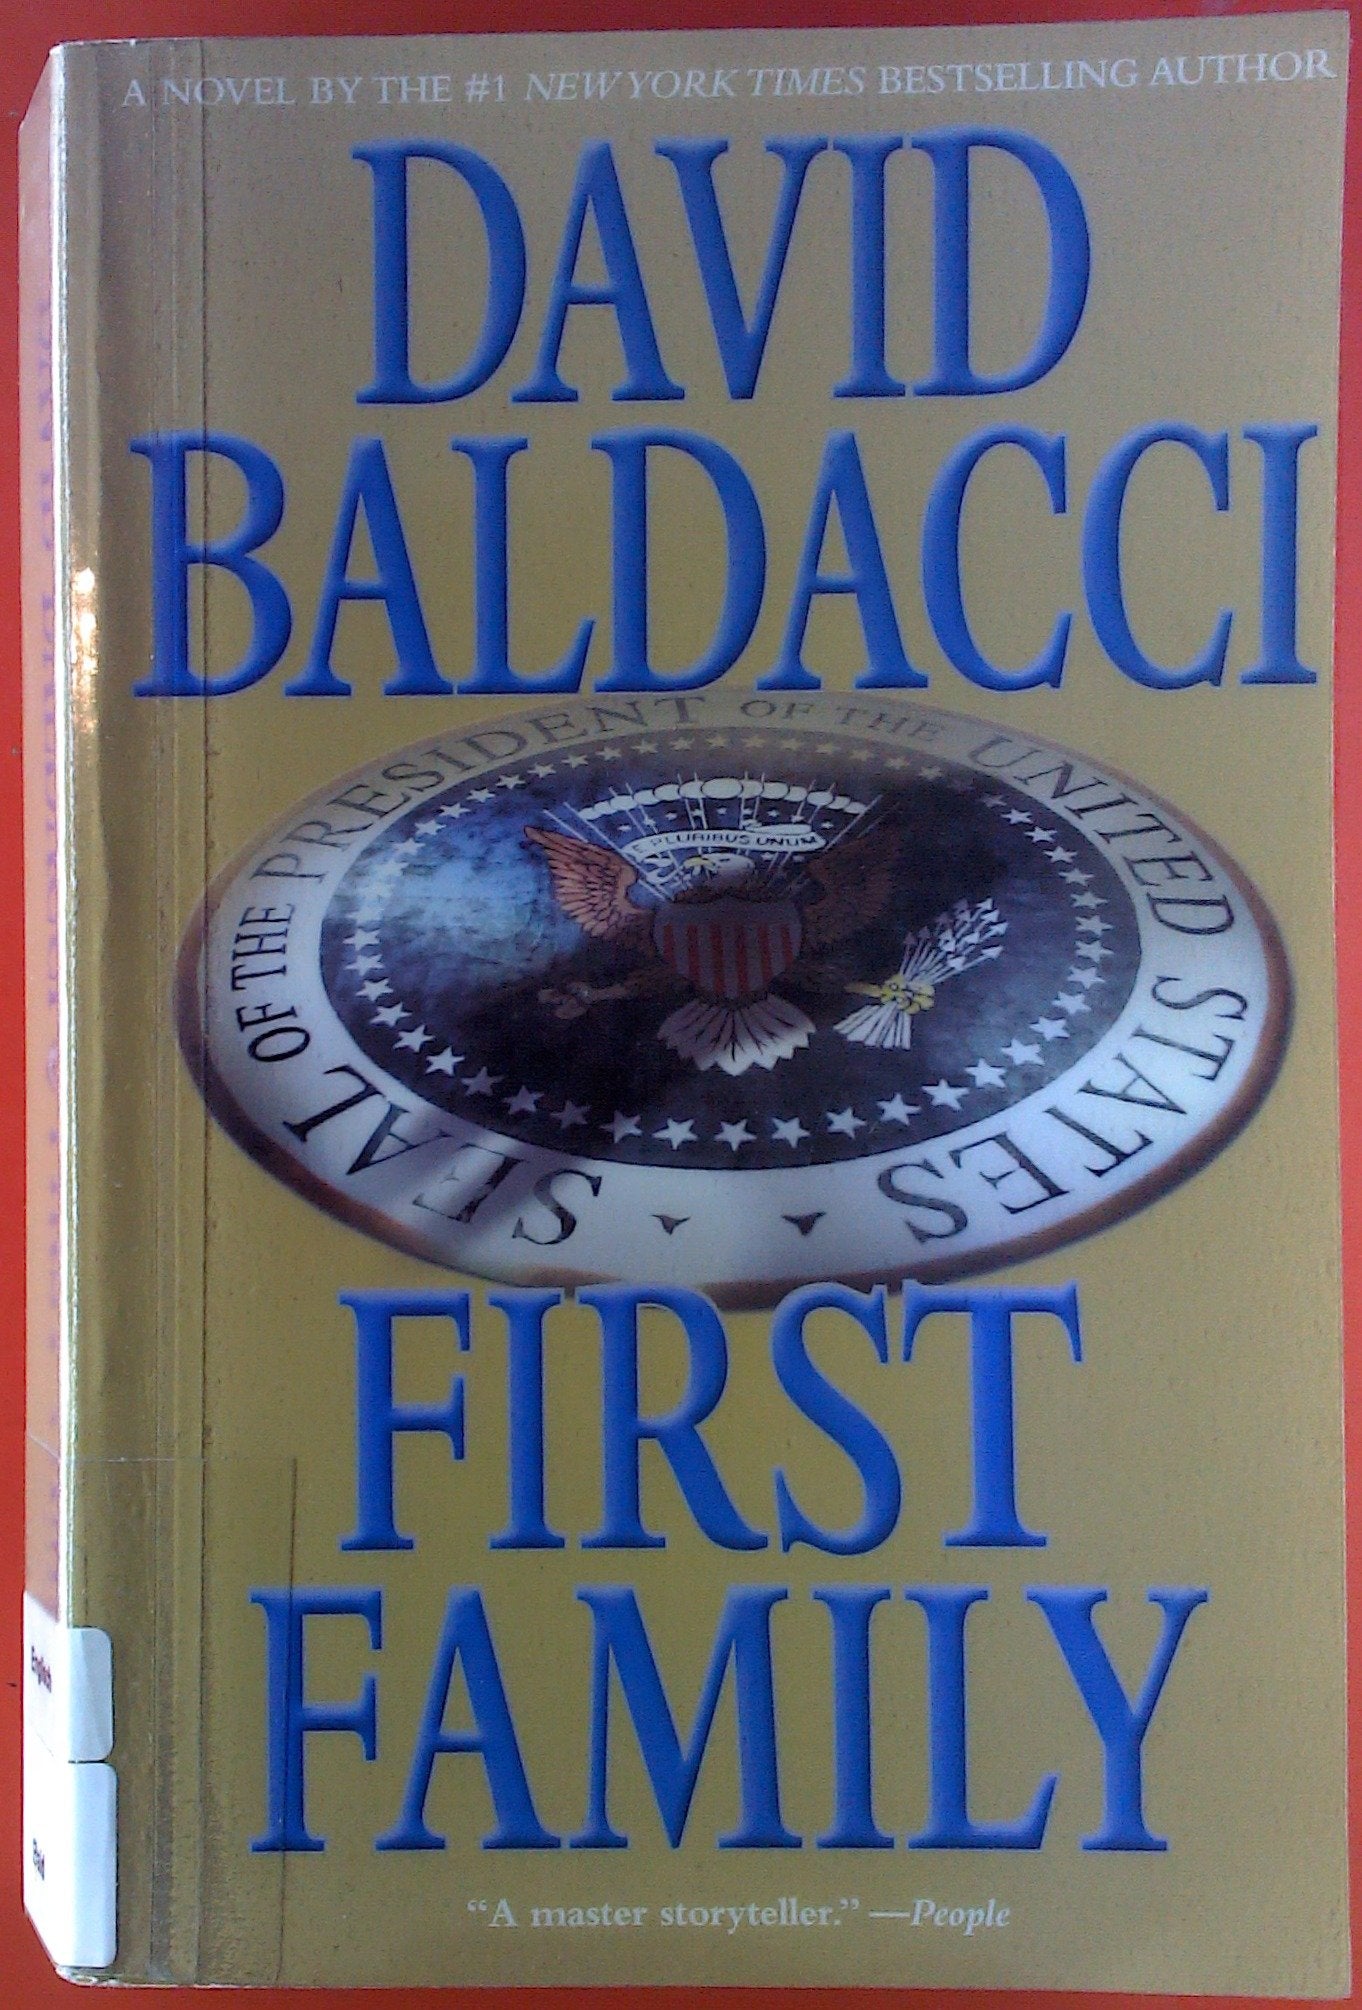 A NOVEL BY THE #1 NEW YORK TIMES BESTSELLING AUTHOR
DAVID
BALDACCI
SEAL OF THE PRESIDENT OF THE UNITED STATES
E PLURIBUS UNUM
FIRST
FAMILY
"A master storyteller." —People
Englisch